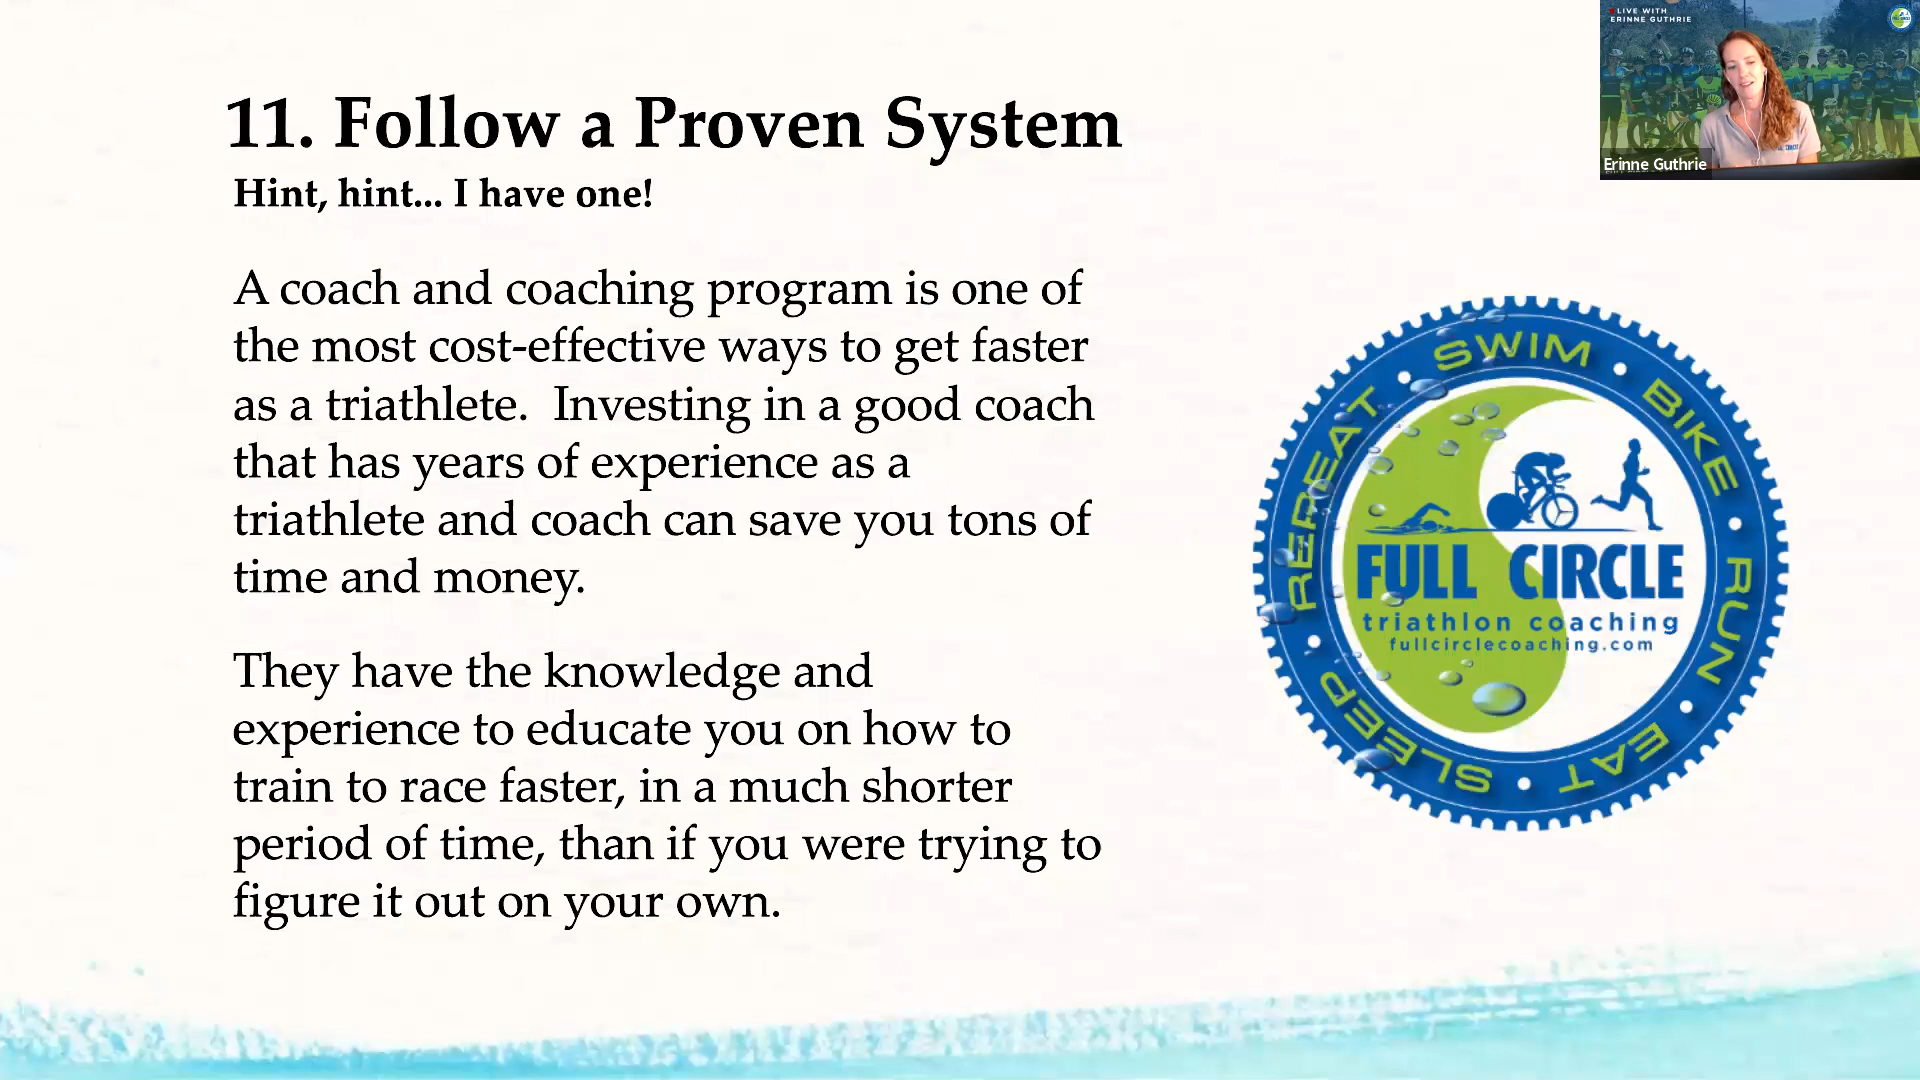 LIVE WITH
ERINNE GUTHRIE
Erinne Guthrie
11. Follow a Proven System
Hint, hint... I have one!
A coach and coaching program is one of
the most cost-effective ways to get faster
as a triathlete.  Investing in a good coach
that has years of experience as a
triathlete and coach can save you tons of
time and money.
They have the knowledge and
experience to educate you on how to
train to race faster, in a much shorter
period of time, than if you were trying to
figure it out on your own.
SWIM • BIKE • RUN • EAT • SLEEP • REPEAT
FULL CIRCLE
triathlon coaching
fullcirclecoaching.com